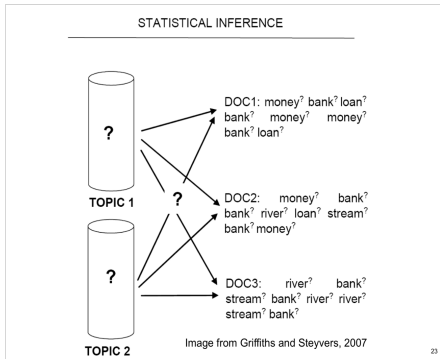 STATISTICAL INFERENCE
?
TOPIC 1
?
?
TOPIC 2
DOC1: money? bank? loan?
bank? money? money?
bank? loan?
DOC2: money? bank?
bank? river? loan? stream?
bank? money?
DOC3: river? bank?
stream? bank? river? river?
stream? bank?
Image from Griffiths and Steyvers, 2007
23